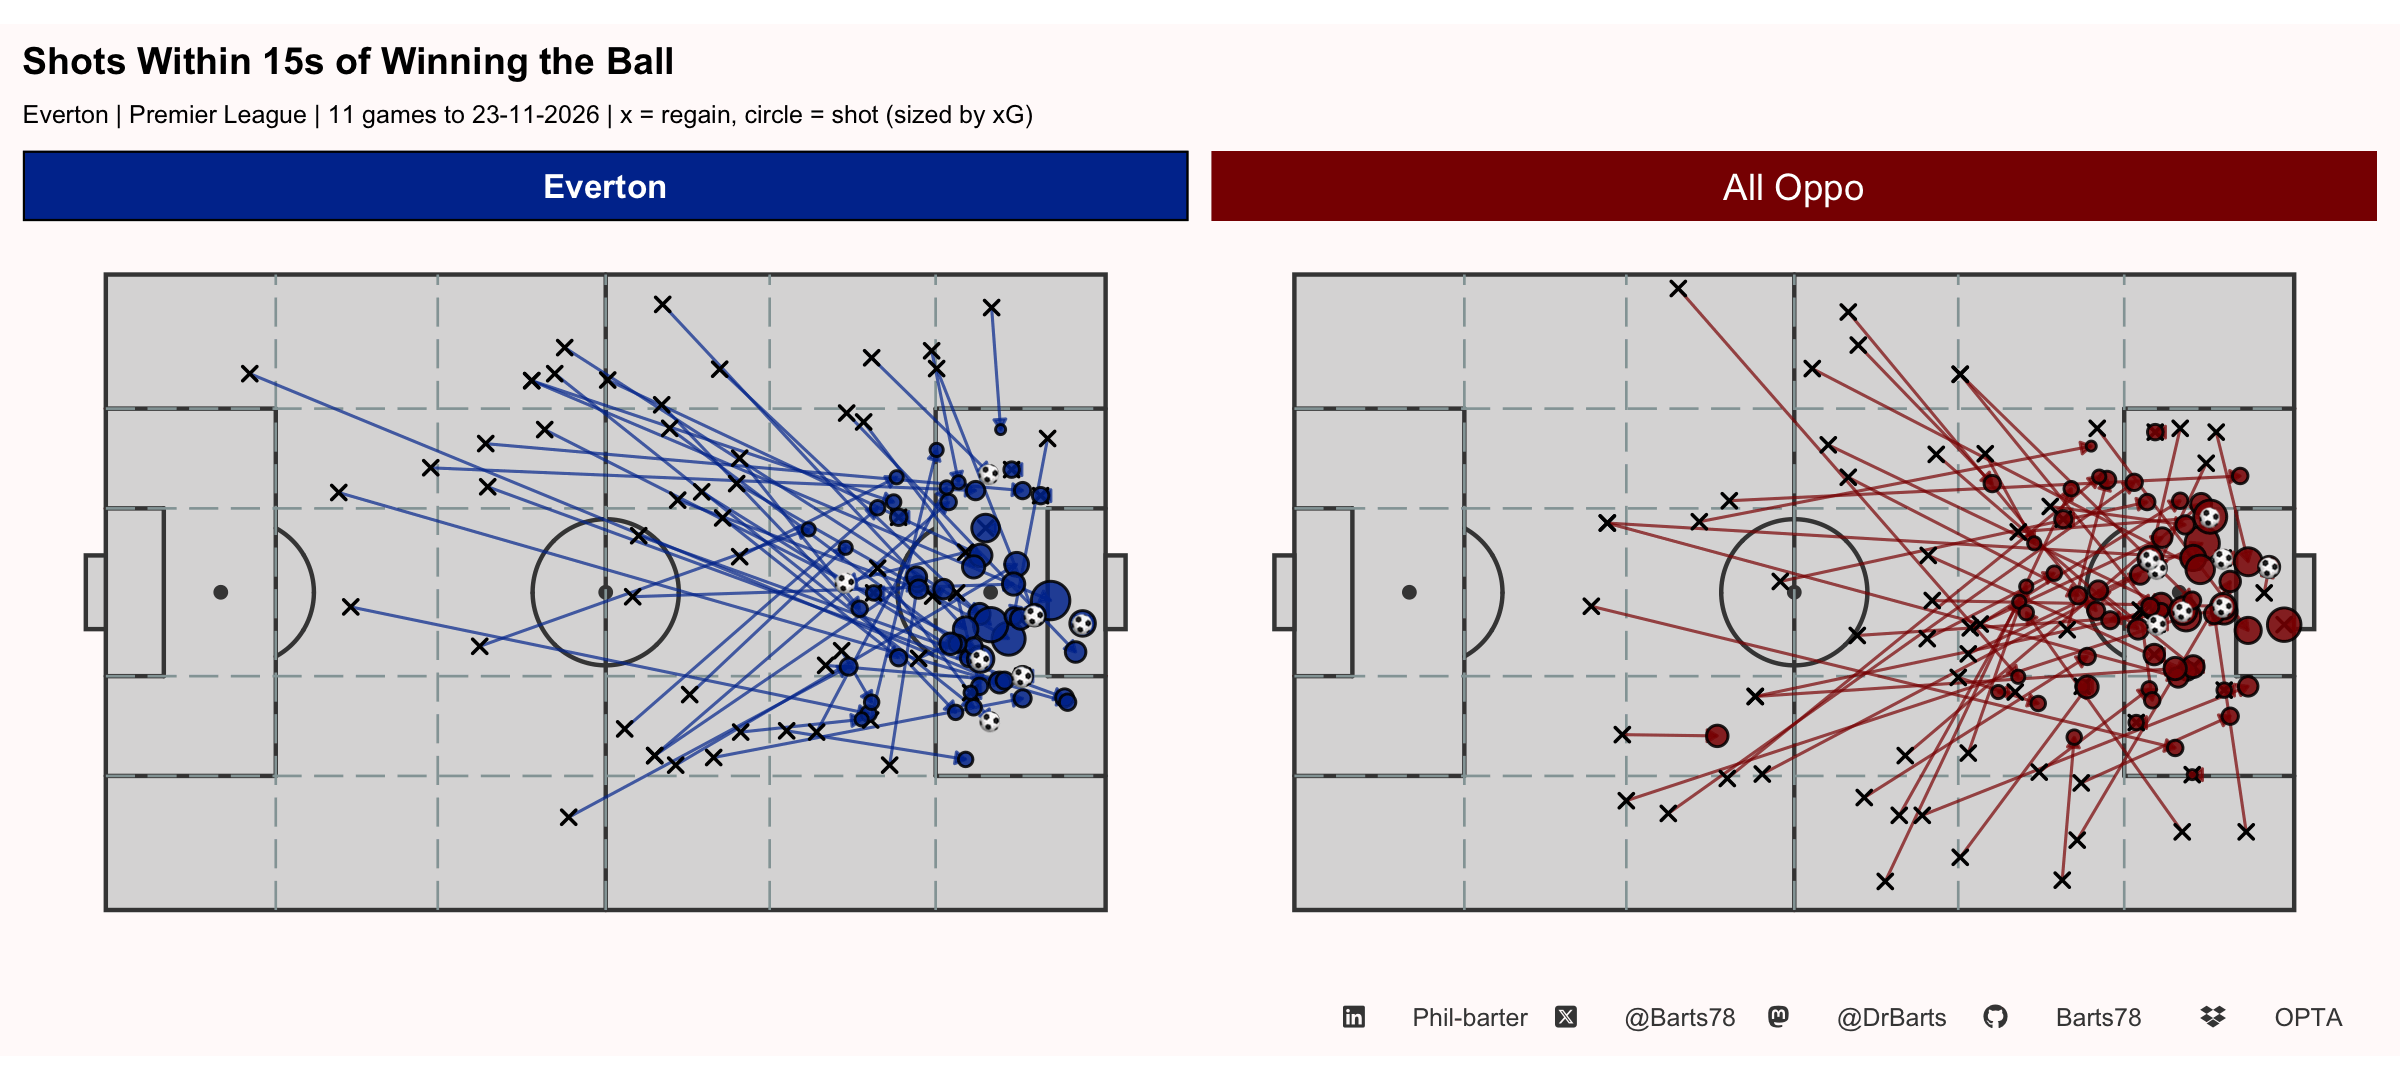 Shots Within 15s of Winning the Ball
Everton | Premier League | 11 games to 23-11-2026 | x = regain, circle = shot (sized by xG)
Everton
All Oppo
Phil-barter @Barts78 @DrBarts Barts78 OPTA